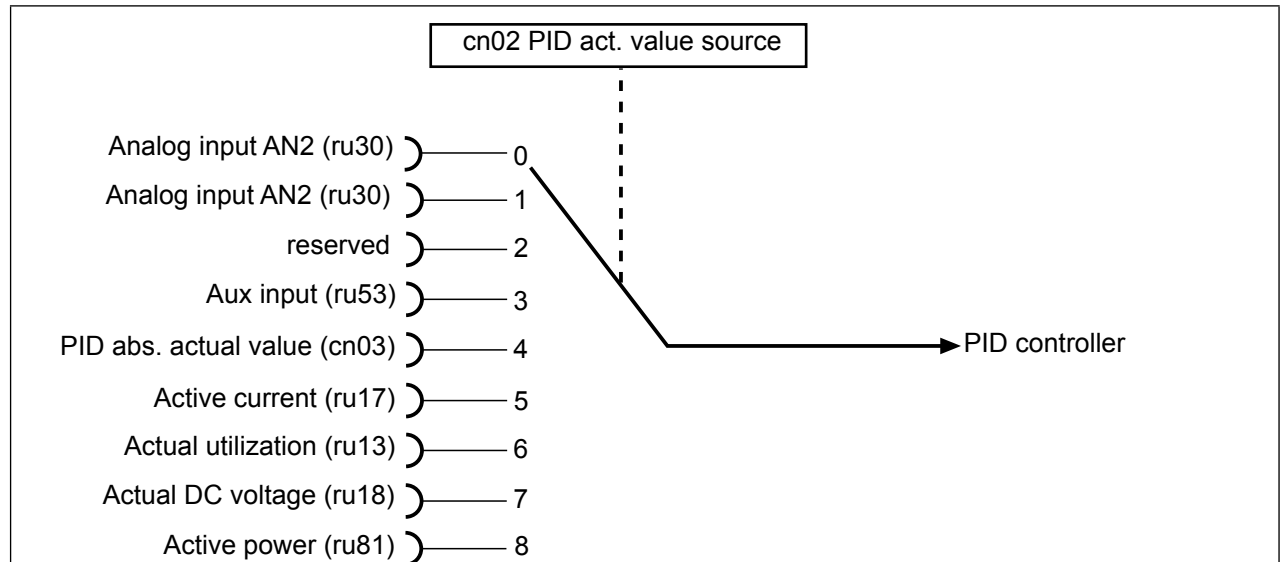 cn02 PID act. value source
Analog input AN2 (ru30) 0
Analog input AN2 (ru30) 1
reserved 2
Aux input (ru53) 3
PID abs. actual value (cn03) 4
PID controller
Active current (ru17) 5
Actual utilization (ru13) 6
Actual DC voltage (ru18) 7
Active power (ru81) 8